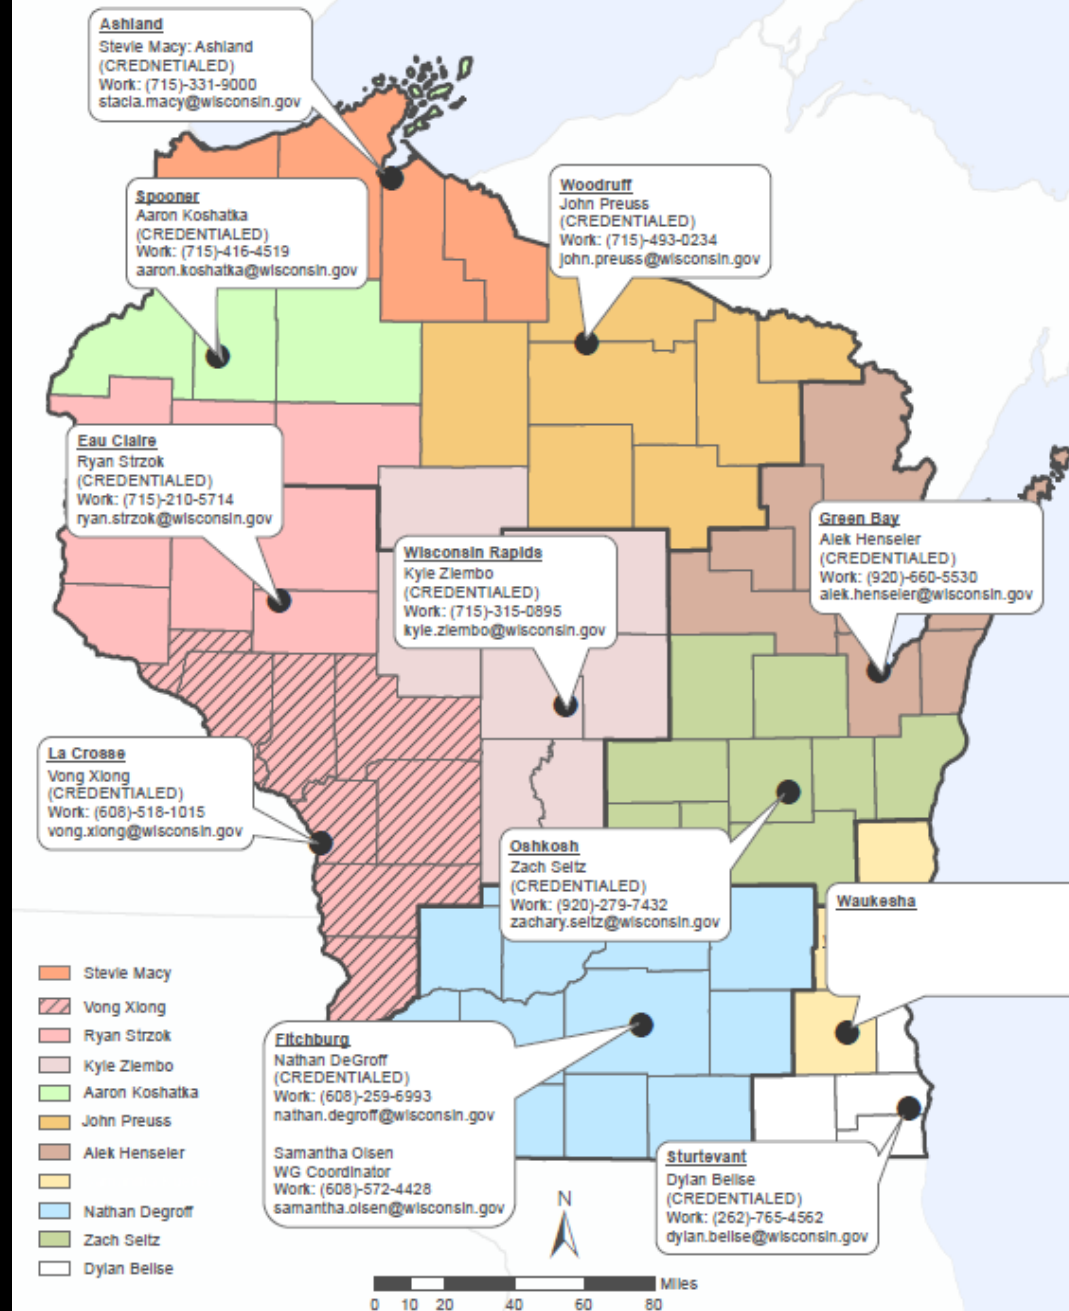 Ashland
Stevie Macy: Ashland
(CREDNETIALED)
Work: (715)-331-9000
stacia.macy@wisconsin.gov
Spooner
Aaron Koshatka
(CREDENTIALED)
Work: (715)-416-4519
aaron.koshatka@wisconsin.gov
Woodruff
John Preuss
(CREDENTIALED)
Work: (715)-493-0234
john.preuss@wisconsin.gov
Eau Claire
Ryan Strzok
(CREDENTIALED)
Work: (715)-210-5714
ryan.strzok@wisconsin.gov
Wisconsin Rapids
Kyle Ziembo
(CREDENTIALED)
Work: (715)-315-0895
kyle.ziembo@wisconsin.gov
Green Bay
Alek Henseler
(CREDENTIALED)
Work: (920)-660-5530
alek.henseler@wisconsin.gov
La Crosse
Vong Xiong
(CREDENTIALED)
Work: (608)-518-1015
vong.xiong@wisconsin.gov
Oshkosh
Zach Seitz
(CREDENTIALED)
Work: (920)-279-7432
zachary.seitz@wisconsin.gov
Waukesha
Fitchburg
Nathan DeGroff
(CREDENTIALED)
Work: (608)-259-6993
nathan.degroff@wisconsin.gov
Samantha Olsen
WG Coordinator
Work: (608)-572-4428
samantha.olsen@wisconsin.gov
Sturtevant
Dylan Belise
(CREDENTIALED)
Work: (262)-765-4562
dylan.belise@wisconsin.gov
Stevie Macy
Vong Xiong
Ryan Strzok
Kyle Ziembo
Aaron Koshatka
John Preuss
Alek Henseler
Nathan Degroff
Zach Seitz
Dylan Belise
N
Miles
0 10 20 40 60 80